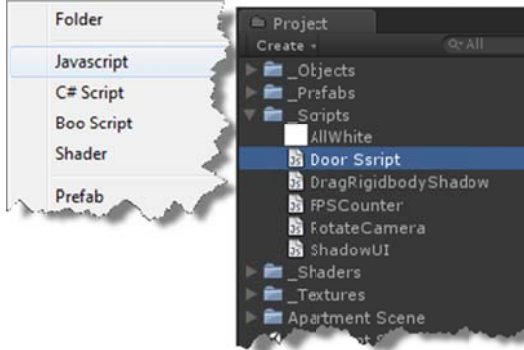 Folder
Javascript
C# Script
Boo Script
Shader
Prefab
Project
Create
All
_Objects
_Prefabs
_Scripts
AllWhite
Door Ssript
DragRigidbodyShadow
FPSCounter
RotateCamera
ShadowUI
_Shaders
_Textures
Apartment Scene